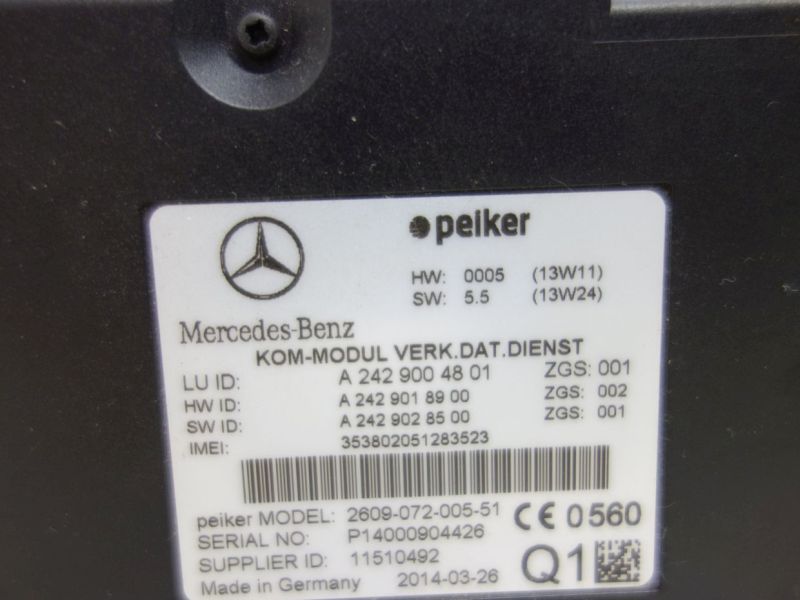 peiker
HW: 0005 (13W11)
SW: 5.5 (13W24)
Mercedes-Benz
KOM-MODUL VERK.DAT.DIENST
LU ID: A 242 900 48 01 ZGS: 001
HW ID: A 242 901 89 00 ZGS: 002
SW ID: A 242 902 85 00 ZGS: 001
IMEI: 353802051283523
peiker MODEL: 2609-072-005-51 CE 0560
SERIAL NO: P14000904426
SUPPLIER ID: 11510492 Q1
Made in Germany 2014-03-26